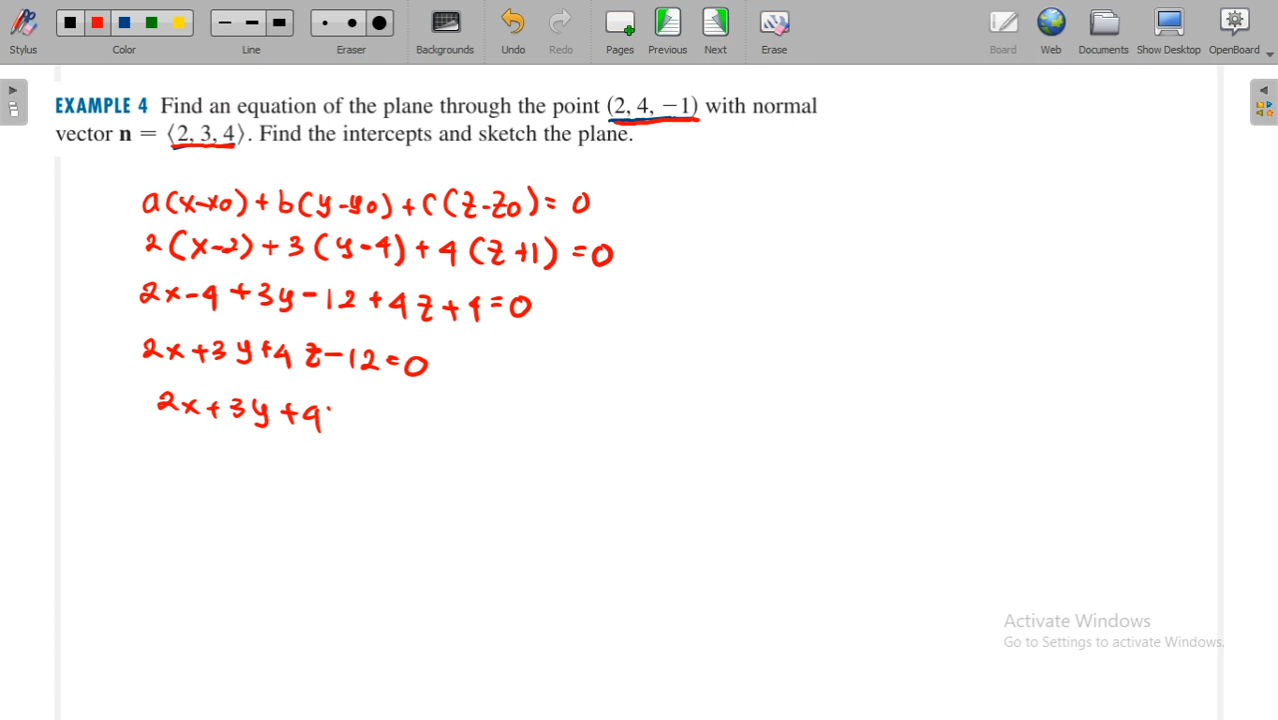 Stylus Color Line Eraser Backgrounds Undo Redo Pages Previous Next Erase Board Web Documents Show Desktop OpenBoard
EXAMPLE 4 Find an equation of the plane through the point (2, 4, −1) with normal
vector n = ⟨2, 3, 4⟩. Find the intercepts and sketch the plane.
a(x-x0) + b(y-y0) + c(z-z0) = 0
2(x-2) + 3(y-4) + 4(z+1) = 0
2x-4+3y-12+4z+4=0
2x+3y+4z-12=0
2x+3y+4
Activate Windows
Go to Settings to activate Windows.